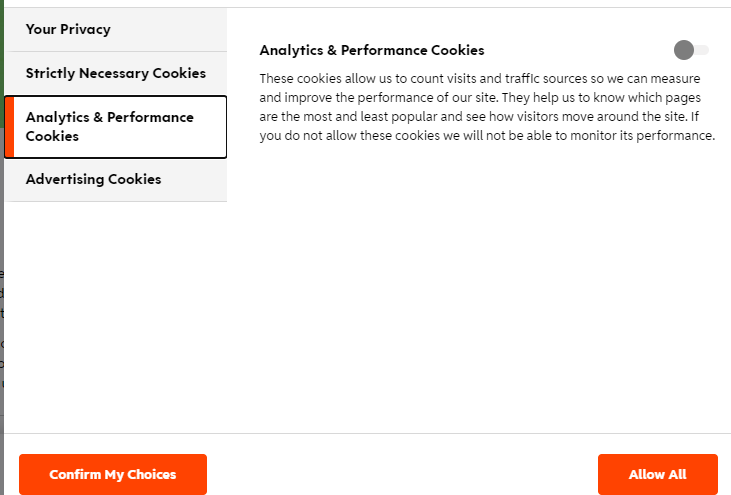 Your Privacy
Strictly Necessary Cookies
Analytics & Performance
Cookies
Advertising Cookies
Analytics & Performance Cookies
These cookies allow us to count visits and traffic sources so we can measure
and improve the performance of our site. They help us to know which pages
are the most and least popular and see how visitors move around the site. If
you do not allow these cookies we will not be able to monitor its performance.
Confirm My Choices
Allow All